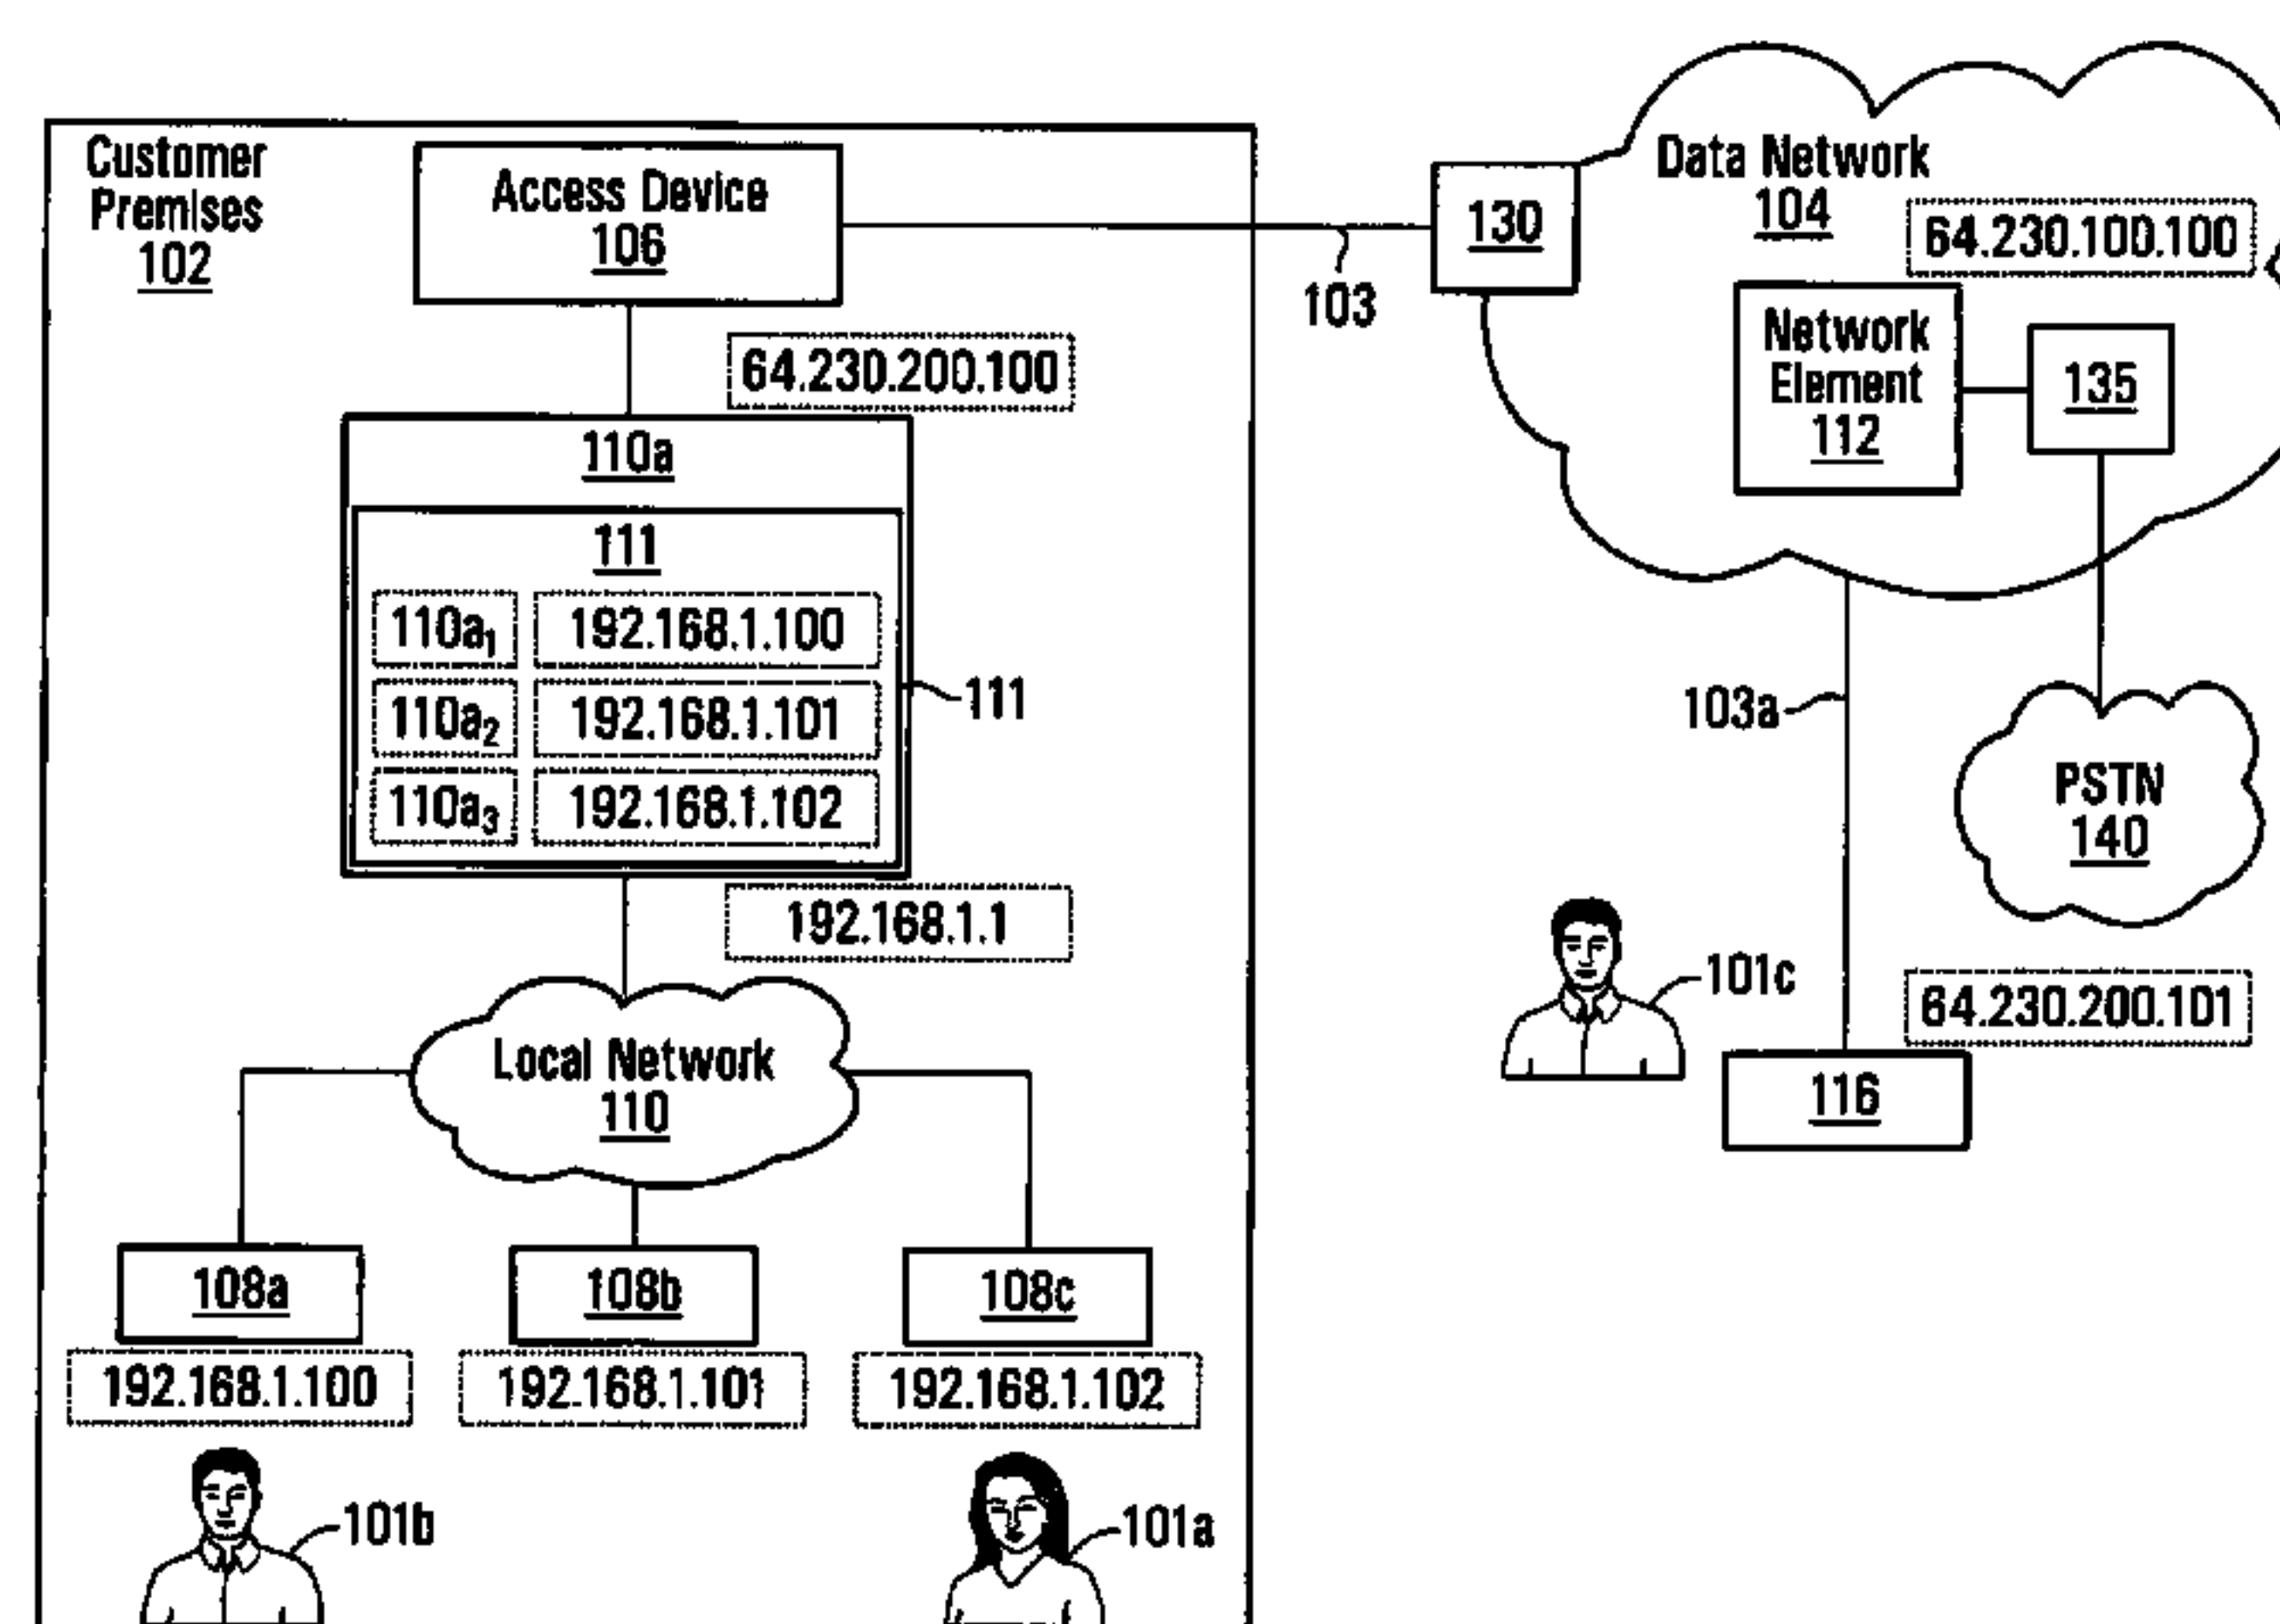 Customer
Premises
102
Access Device
106
64.230.200.100
110a
111
110a1 192.168.1.100
110a2 192.168.1.101
110a3 192.168.1.102
111
192.168.1.1
Local Network
110
108a
108b
108c
192.168.1.100
192.168.1.101
192.168.1.102
101b
101a
103
130
Data Network
104
64.230.100.100
Network
Element
112
135
103a
PSTN
140
101c
64.230.200.101
116